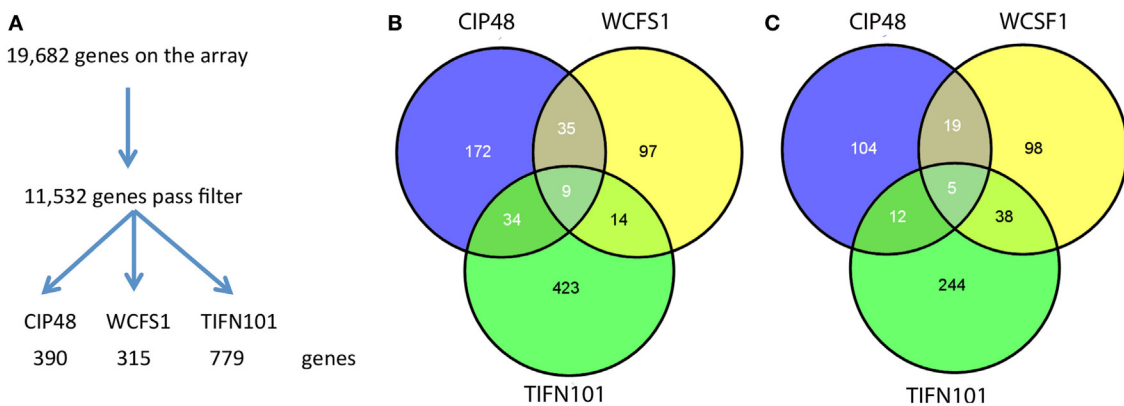 A
19,682 genes on the array
11,532 genes pass filter
CIP48 WCFS1 TIFN101
390 315 779 genes
B
CIP48 WCFS1
35
172 97
9
34 14
423
TIFN101
C
CIP48 WCSF1
19
104 98
5
12 38
244
TIFN101